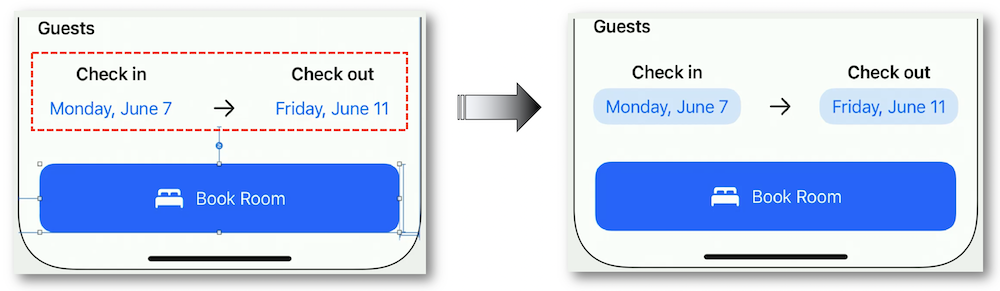 Guests
Check in Check out
Monday, June 7 → Friday, June 11
Book Room
Guests
Check in Check out
Monday, June 7 → Friday, June 11
Book Room